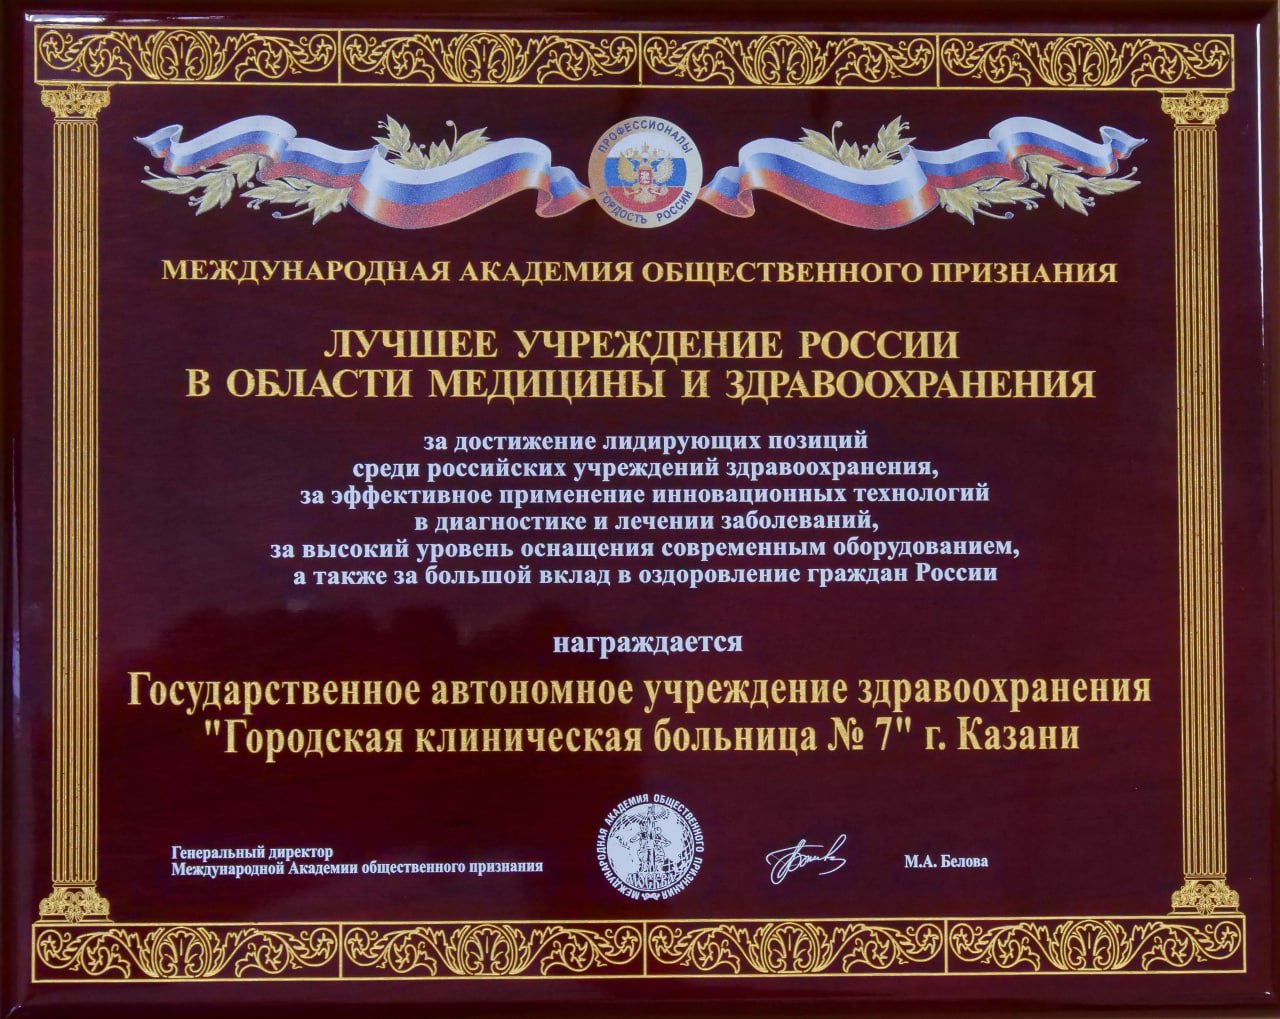 ПРОФЕССИОНАЛЫ
ГОРДОСТЬ РОССИИ
МЕЖДУНАРОДНАЯ АКАДЕМИЯ ОБЩЕСТВЕННОГО ПРИЗНАНИЯ
ЛУЧШЕЕ УЧРЕЖДЕНИЕ РОССИИ
В ОБЛАСТИ МЕДИЦИНЫ И ЗДРАВООХРАНЕНИЯ
за достижение лидирующих позиций
среди российских учреждений здравоохранения,
за эффективное применение инновационных технологий
в диагностике и лечении заболеваний,
за высокий уровень оснащения современным оборудованием,
а также за большой вклад в оздоровление граждан России
награждается
Государственное автономное учреждение здравоохранения
"Городская клиническая больница № 7" г. Казани
МЕЖДУНАРОДНАЯ АКАДЕМИЯ ОБЩЕСТВЕННОГО ПРИЗНАНИЯ
МОСКВА
Генеральный директор
Международной Академии общественного признания
М.А. Белова